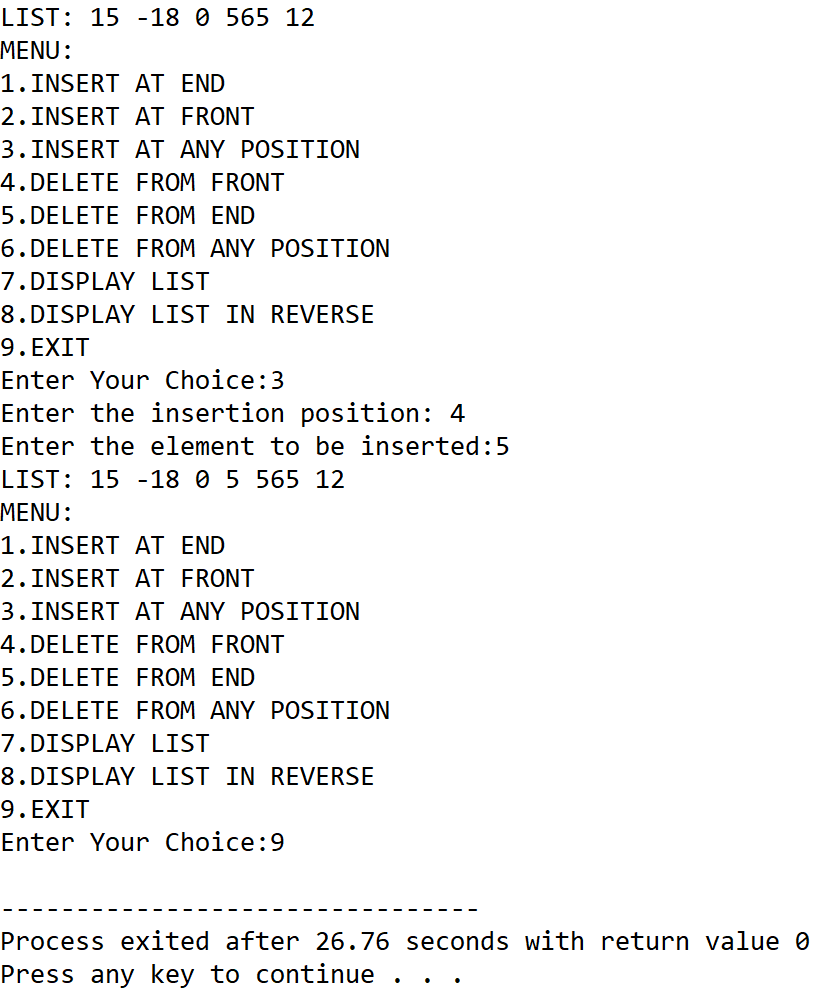 LIST: 15 -18 0 565 12
MENU:
1.INSERT AT END
2.INSERT AT FRONT
3.INSERT AT ANY POSITION
4.DELETE FROM FRONT
5.DELETE FROM END
6.DELETE FROM ANY POSITION
7.DISPLAY LIST
8.DISPLAY LIST IN REVERSE
9.EXIT
Enter Your Choice:3
Enter the insertion position: 4
Enter the element to be inserted:5
LIST: 15 -18 0 5 565 12
MENU:
1.INSERT AT END
2.INSERT AT FRONT
3.INSERT AT ANY POSITION
4.DELETE FROM FRONT
5.DELETE FROM END
6.DELETE FROM ANY POSITION
7.DISPLAY LIST
8.DISPLAY LIST IN REVERSE
9.EXIT
Enter Your Choice:9
--------------------------------
Process exited after 26.76 seconds with return value 0
Press any key to continue . . .